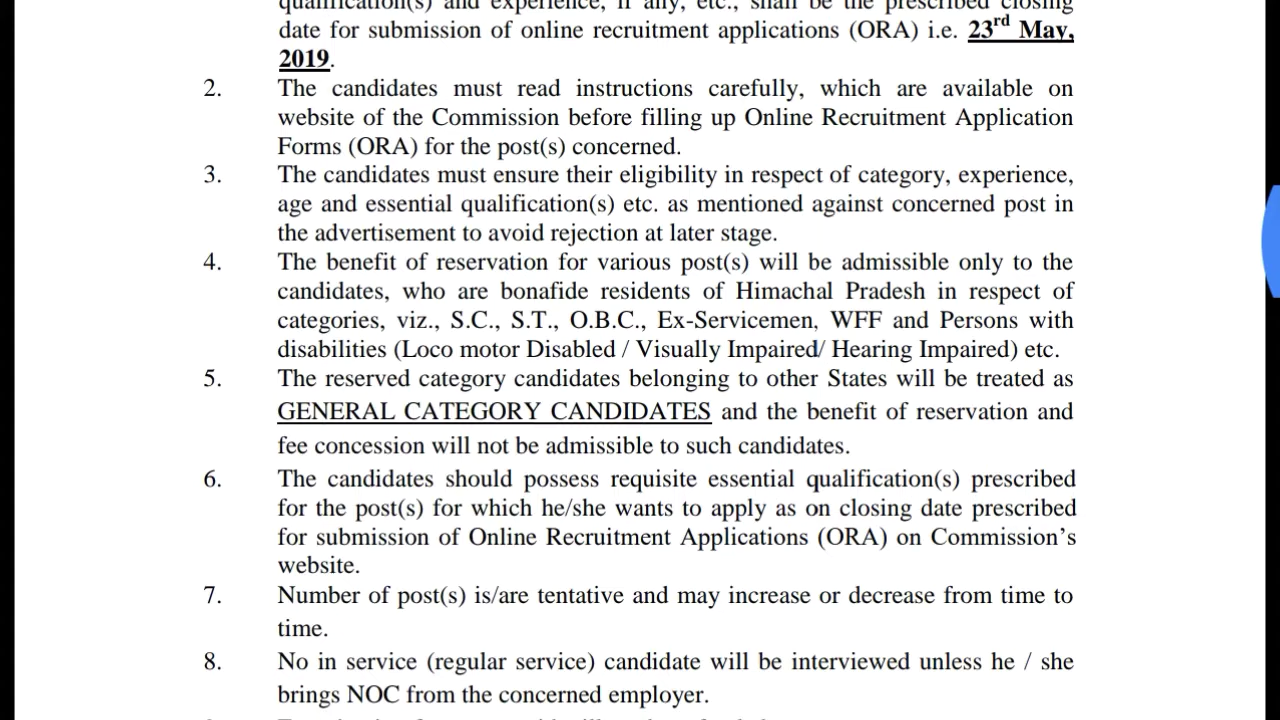 qualification(s) and experience, if any, etc., shall be the prescribed closing
date for submission of online recruitment applications (ORA) i.e. 23rd May,
2019.
2. The candidates must read instructions carefully, which are available on
website of the Commission before filling up Online Recruitment Application
Forms (ORA) for the post(s) concerned.
3. The candidates must ensure their eligibility in respect of category, experience,
age and essential qualification(s) etc. as mentioned against concerned post in
the advertisement to avoid rejection at later stage.
4. The benefit of reservation for various post(s) will be admissible only to the
candidates, who are bonafide residents of Himachal Pradesh in respect of
categories, viz., S.C., S.T., O.B.C., Ex-Servicemen, WFF and Persons with
disabilities (Loco motor Disabled / Visually Impaired/ Hearing Impaired) etc.
5. The reserved category candidates belonging to other States will be treated as
GENERAL CATEGORY CANDIDATES and the benefit of reservation and
fee concession will not be admissible to such candidates.
6. The candidates should possess requisite essential qualification(s) prescribed
for the post(s) for which he/she wants to apply as on closing date prescribed
for submission of Online Recruitment Applications (ORA) on Commission's
website.
7. Number of post(s) is/are tentative and may increase or decrease from time to
time.
8. No in service (regular service) candidate will be interviewed unless he / she
brings NOC from the concerned employer.